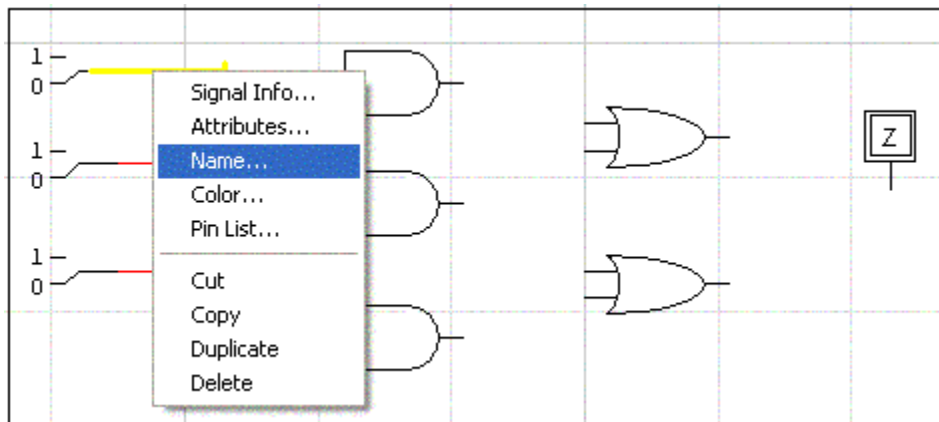 1
0
Signal Info...
Attributes...
Name...
Color...
Pin List...
Cut
Copy
Duplicate
Delete
1
0
1
0
Z